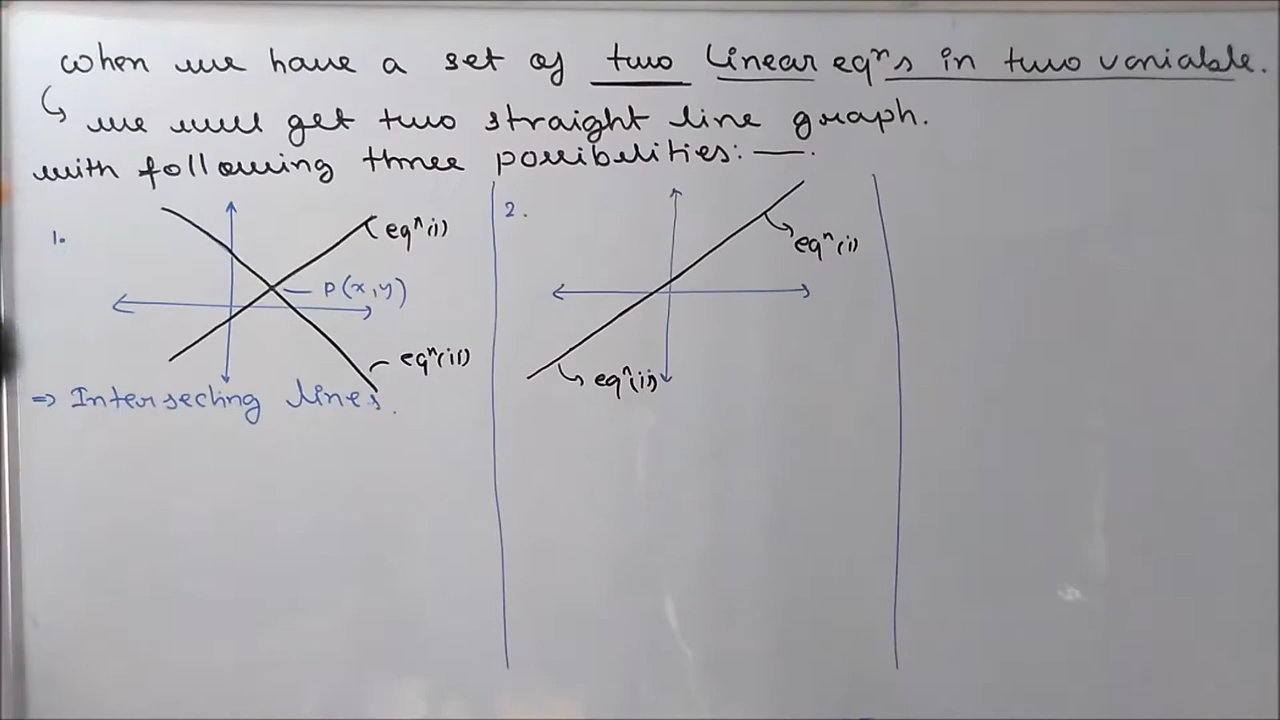 when we have a set of two linear eqⁿs in two variable.
↳ we will get two straight line graph.
with following three possibilities: —.
1.
eqⁿ(i)
P(x,y)
eqⁿ(ii)
⇒ Intersecting lines.
2.
eqⁿ(i)
eqⁿ(ii)